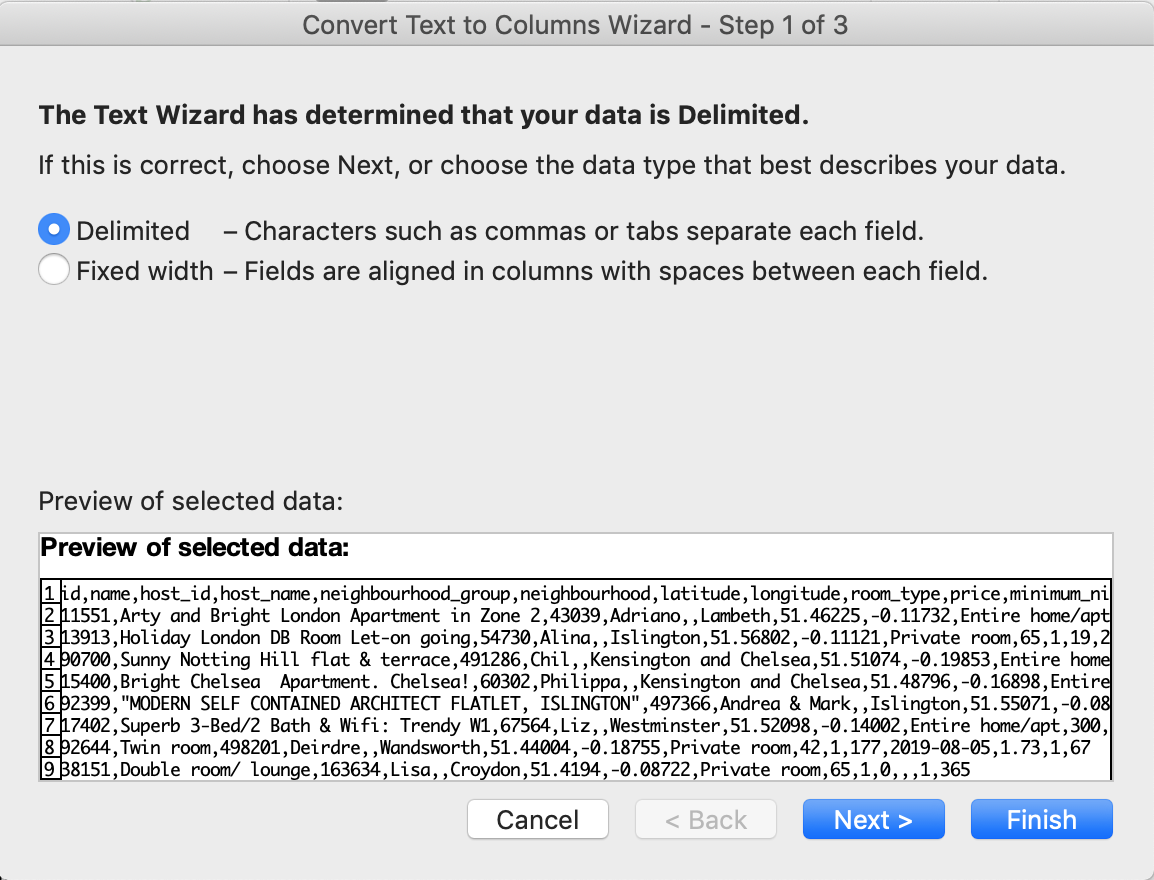 Convert Text to Columns Wizard - Step 1 of 3
The Text Wizard has determined that your data is Delimited.
If this is correct, choose Next, or choose the data type that best describes your data.
Delimited – Characters such as commas or tabs separate each field.
Fixed width – Fields are aligned in columns with spaces between each field.
Preview of selected data:
Preview of selected data:
1 id,name,host_id,host_name,neighbourhood_group,neighbourhood,latitude,longitude,room_type,price,minimum_ni
2 11551,Arty and Bright London Apartment in Zone 2,43039,Adriano,,Lambeth,51.46225,-0.11732,Entire home/apt
3 13913,Holiday London DB Room Let-on going,54730,Alina,,Islington,51.56802,-0.11121,Private room,65,1,19,2
4 90700,Sunny Notting Hill flat & terrace,491286,Chil,,Kensington and Chelsea,51.51074,-0.19853,Entire home
5 15400,Bright Chelsea  Apartment. Chelsea!,60302,Philippa,,Kensington and Chelsea,51.48796,-0.16898,Entire
6 92399,"MODERN SELF CONTAINED ARCHITECT FLATLET, ISLINGTON",497366,Andrea & Mark,,Islington,51.55071,-0.08
7 17402,Superb 3-Bed/2 Bath & Wifi: Trendy W1,67564,Liz,,Westminster,51.52098,-0.14002,Entire home/apt,300,
8 92644,Twin room,498201,Deirdre,,Wandsworth,51.44004,-0.18755,Private room,42,1,177,2019-08-05,1.73,1,67
9 38151,Double room/ lounge,163634,Lisa,,Croydon,51.4194,-0.08722,Private room,65,1,0,,,1,365
Cancel < Back Next > Finish